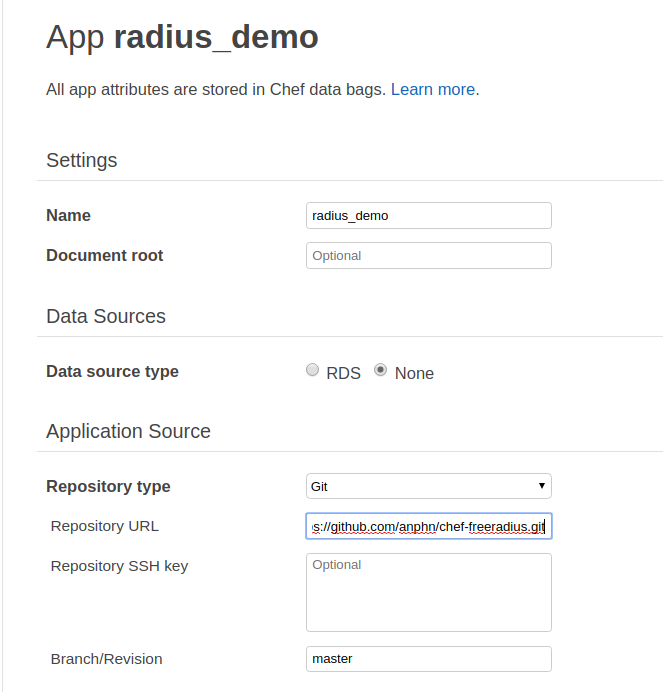 App radius_demo
All app attributes are stored in Chef data bags. Learn more.
Settings
Name radius_demo
Document root Optional
Data Sources
Data source type RDS None
Application Source
Repository type Git
Repository URL s://github.com/anphn/chef-freeradius.git
Repository SSH key Optional
Branch/Revision master